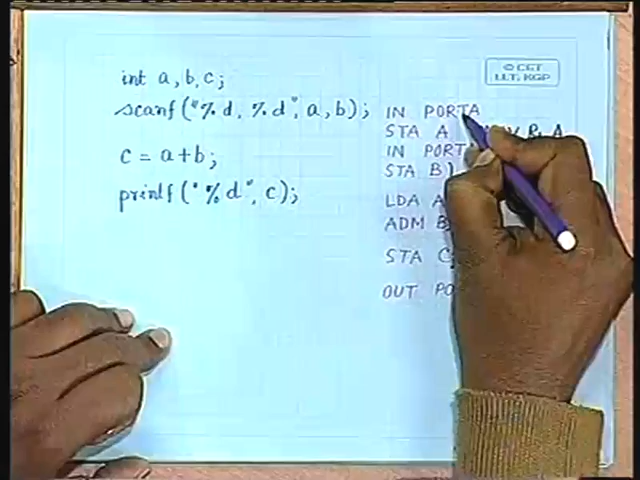 © CET
I.I.T. KGP
int a, b, c;
scanf("%d, %d", a, b);
c = a+b;
printf("%d", c);
IN PORTA
STA A
IN PORT
STA B)
LDA A
ADM B
STA C
OUT PO